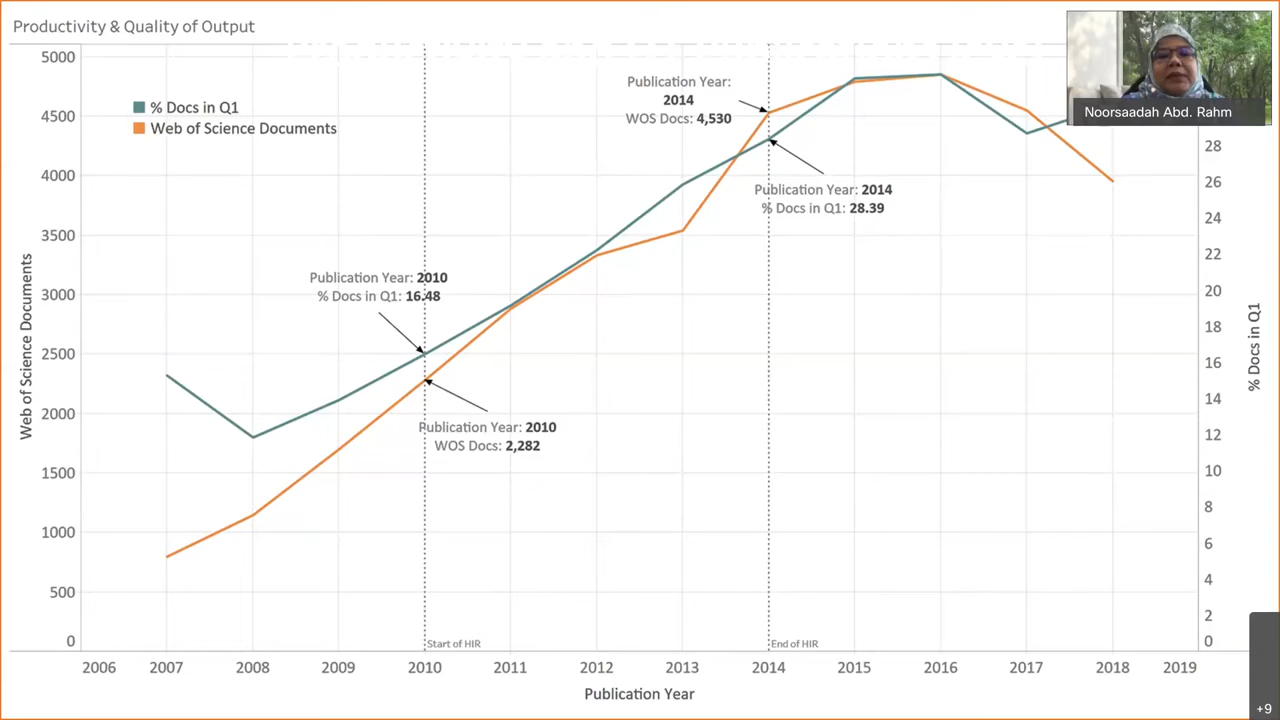 Productivity & Quality of Output
Noorsaadah Abd. Rahm
% Docs in Q1
Web of Science Documents
Publication Year:
2014
WOS Docs: 4,530
Publication Year: 2014
% Docs in Q1: 28.39
Publication Year: 2010
% Docs in Q1: 16.48
Publication Year: 2010
WOS Docs: 2,282
Web of Science Documents
5000
4500
4000
3500
3000
2500
2000
1500
1000
500
0
28
26
24
22
20
18
16
14
12
10
8
6
4
2
0
% Docs in Q1
Start of HIR
End of HIR
2006 2007 2008 2009 2010 2011 2012 2013 2014 2015 2016 2017 2018 2019
Publication Year
+9